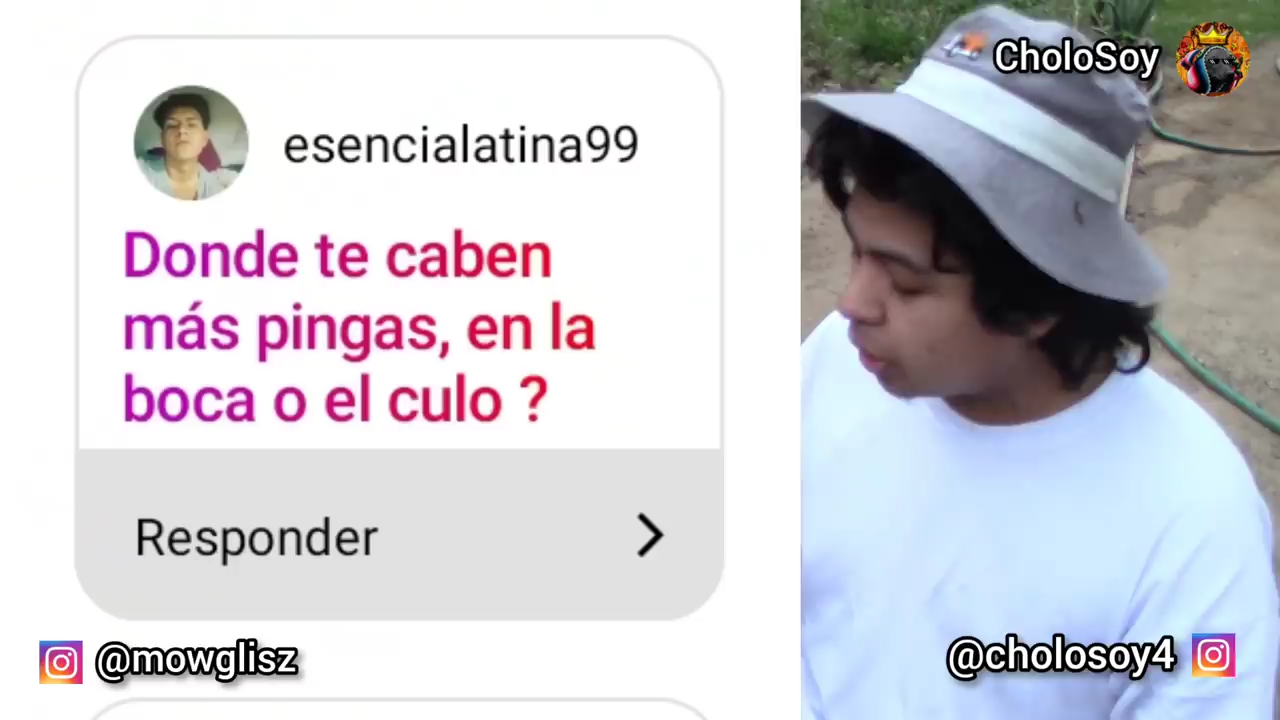 esencialatina99
Donde te caben
más pingas, en la
boca o el culo ?
Responder
@mowglisz
CholoSoy
@cholosoy4